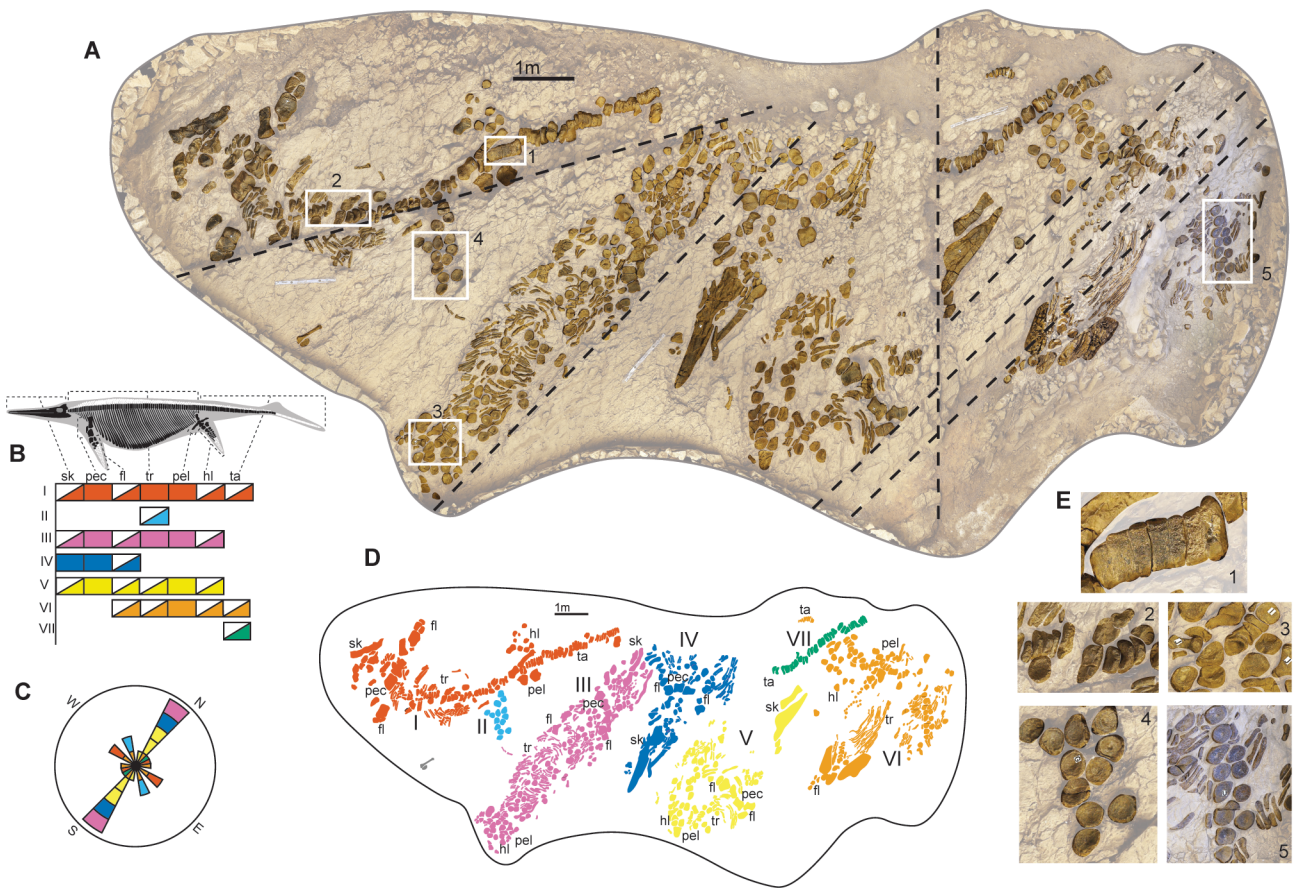 A
1m
1
2
4
5
3
B
sk pec fl tr pel hl ta
I
II
III
IV
V
VI
VII
C
W N
S E
D
1m
fl
sk
hl
ta
pec
tr
pel
fl
I
II
sk
III
pec
fl
fl
tr
pel
hl
IV
pec
fl
fl
sk
V
fl
pec
fl
hl
tr
pel
ta
VII
ta
sk
pel
hl
tr
VI
fl
E
1
2
3
4
5